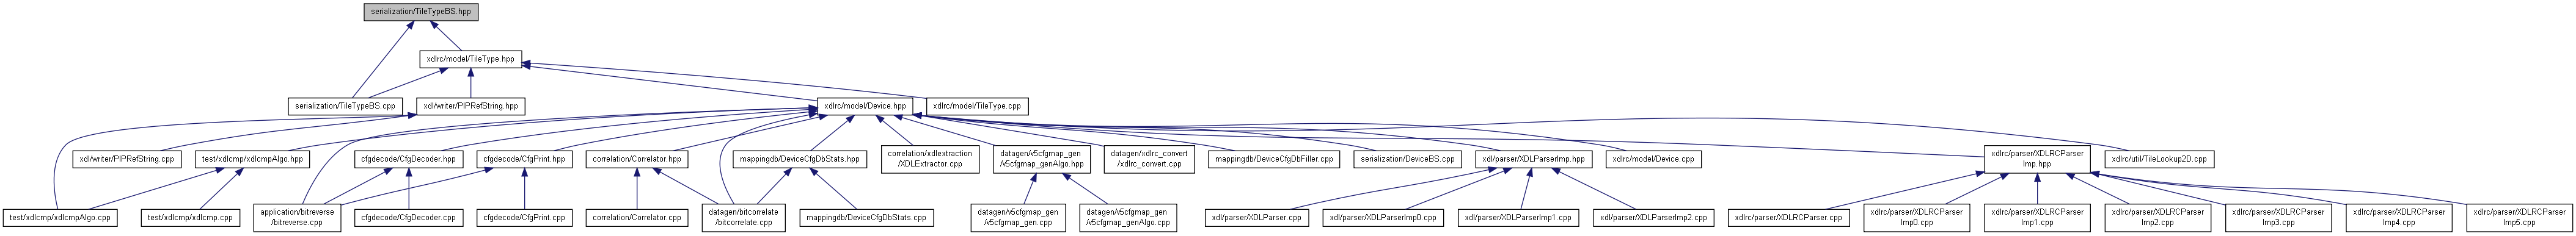 serialization/TileTypeBS.hpp
xdlrc/model/TileType.hpp
serialization/TileTypeBS.cpp
xdl/writer/PIPRefString.hpp
xdlrc/model/Device.hpp
xdlrc/model/TileType.cpp
xdl/writer/PIPRefString.cpp
test/xdlcmp/xdlcmpAlgo.hpp
cfgdecode/CfgDecoder.hpp
cfgdecode/CfgPrint.hpp
correlation/Correlator.hpp
mappingdb/DeviceCfgDbStats.hpp
correlation/xdlextraction
/XDLExtractor.cpp
datagen/v5cfgmap_gen
/v5cfgmap_genAlgo.hpp
datagen/xdlrc_convert
/xdlrc_convert.cpp
mappingdb/DeviceCfgDbFiller.cpp
serialization/DeviceBS.cpp
xdl/parser/XDLParserImp.hpp
xdlrc/model/Device.cpp
xdlrc/parser/XDLRCParser
Imp.hpp
xdlrc/util/TileLookup2D.cpp
test/xdlcmp/xdlcmpAlgo.cpp
test/xdlcmp/xdlcmp.cpp
application/bitreverse
/bitreverse.cpp
cfgdecode/CfgDecoder.cpp
cfgdecode/CfgPrint.cpp
correlation/Correlator.cpp
datagen/bitcorrelate
/bitcorrelate.cpp
mappingdb/DeviceCfgDbStats.cpp
datagen/v5cfgmap_gen
/v5cfgmap_gen.cpp
datagen/v5cfgmap_gen
/v5cfgmap_genAlgo.cpp
xdl/parser/XDLParser.cpp
xdl/parser/XDLParserImp0.cpp
xdl/parser/XDLParserImp1.cpp
xdl/parser/XDLParserImp2.cpp
xdlrc/parser/XDLRCParser.cpp
xdlrc/parser/XDLRCParser
Imp0.cpp
xdlrc/parser/XDLRCParser
Imp1.cpp
xdlrc/parser/XDLRCParser
Imp2.cpp
xdlrc/parser/XDLRCParser
Imp3.cpp
xdlrc/parser/XDLRCParser
Imp4.cpp
xdlrc/parser/XDLRCParser
Imp5.cpp